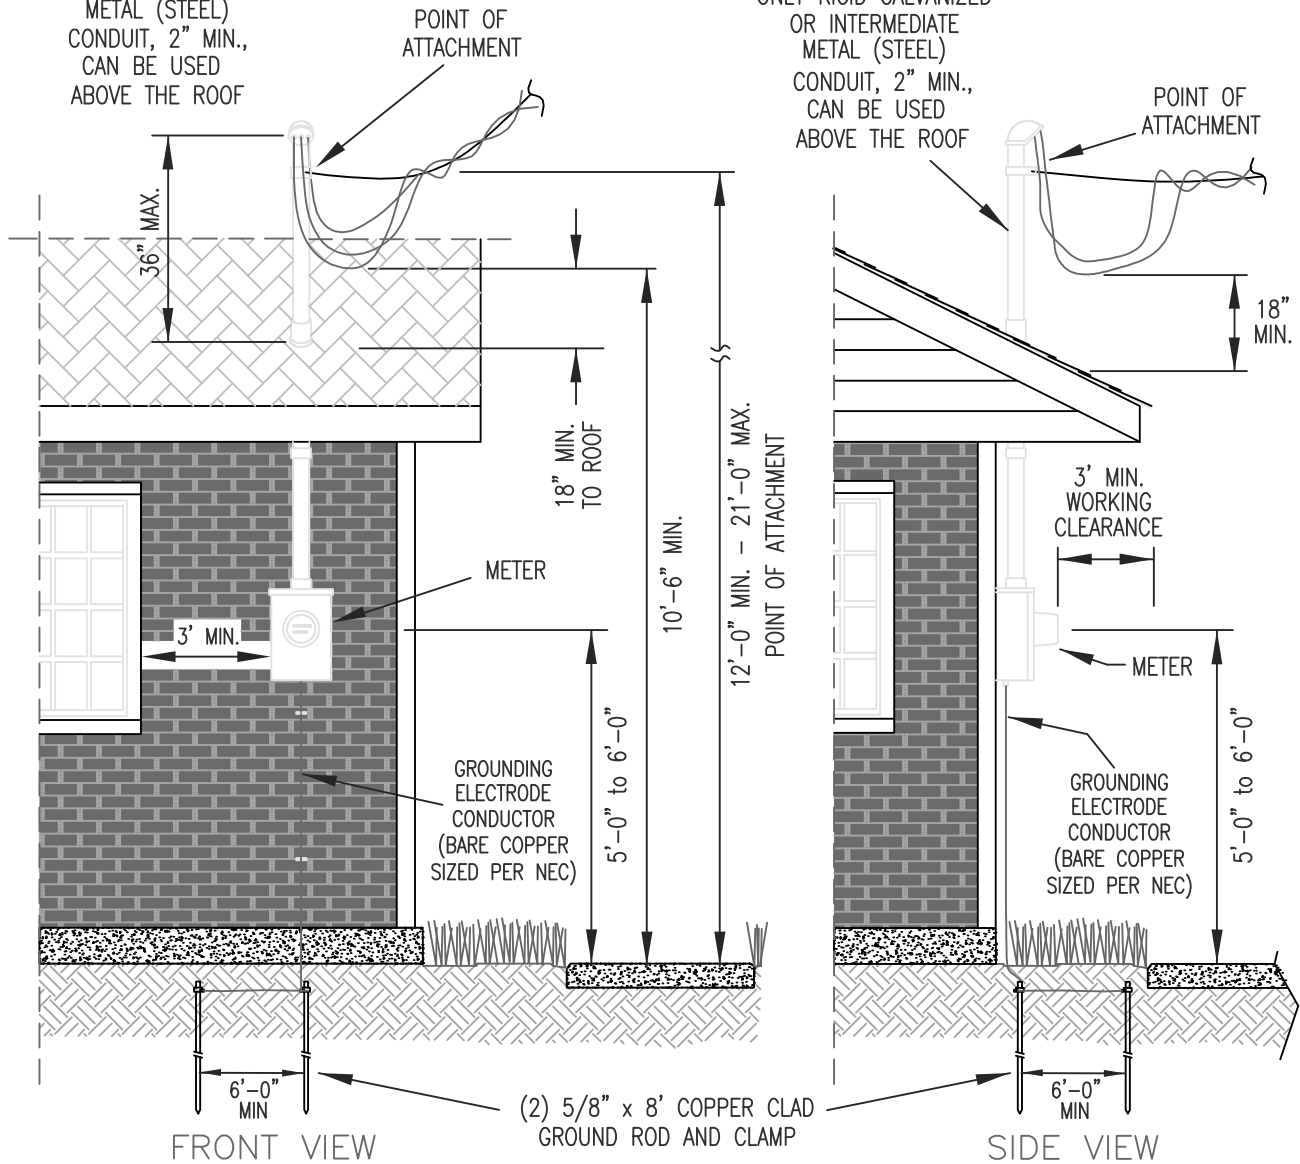 METAL (STEEL)
CONDUIT, 2" MIN.,
CAN BE USED
ABOVE THE ROOF
POINT OF
ATTACHMENT
ONLY RIGID GALVANIZED
OR INTERMEDIATE
METAL (STEEL)
CONDUIT, 2" MIN.,
CAN BE USED
ABOVE THE ROOF
POINT OF
ATTACHMENT
36" MAX.
18" MIN.
TO ROOF
10'-6" MIN.
12'-0" MIN. - 21'-0" MAX.
POINT OF ATTACHMENT
18"
MIN.
3' MIN.
WORKING
CLEARANCE
METER
3' MIN.
METER
GROUNDING
ELECTRODE
CONDUCTOR
(BARE COPPER
SIZED PER NEC)
5'-0" to 6'-0"
GROUNDING
ELECTRODE
CONDUCTOR
(BARE COPPER
SIZED PER NEC)
5'-0" to 6'-0"
6'-0"
MIN
6'-0"
MIN
(2) 5/8" x 8' COPPER CLAD
GROUND ROD AND CLAMP
FRONT VIEW
SIDE VIEW